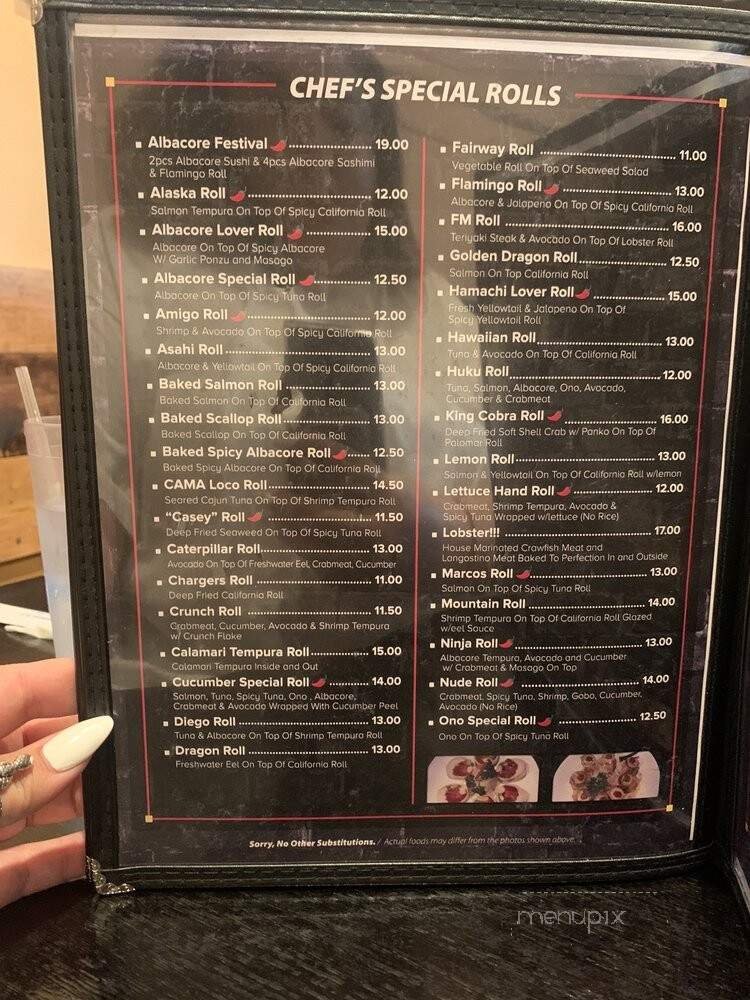 CHEF'S SPECIAL ROLLS
Albacore Festival 19.00
2pcs Albacore Sushi & 4pcs Albacore Sashimi
& Flamingo Roll
Alaska Roll 12.00
Salmon Tempura On Top Of Spicy California Roll
Albacore Lover Roll 15.00
Albacore On Top Of Spicy Albacore
W/ Garlic Ponzu and Masago
Albacore Special Roll 12.50
Albacore On Top Of Spicy Tuna Roll
Amigo Roll 12.00
Shrimp & Avocado On Top Of Spicy California Roll
Asahi Roll 13.00
Albacore & Yellowtail On Top Of Spicy California Roll
Baked Salmon Roll 13.00
Baked Salmon On Top Of California Roll
Baked Scallop Roll 13.00
Baked Scallop On Top Of California Roll
Baked Spicy Albacore Roll 12.50
Baked Spicy Albacore On Top Of California Roll
CAMA Loco Roll 14.50
Seared Cajun Tuna On Top Of Shrimp Tempura Roll
"Casey" Roll 11.50
Deep Fried Seaweed On Top Of Spicy Tuna Roll
Caterpillar Roll 13.00
Avocado On Top Of Freshwater Eel, Crabmeat, Cucumber
Chargers Roll 11.00
Deep Fried California Roll
Crunch Roll 11.50
Crabmeat, Cucumber, Avocado & Shrimp Tempura
w/ Crunch Flake
Calamari Tempura Roll 15.00
Calamari Tempura Inside and Out
Cucumber Special Roll 14.00
Salmon, Tuna, Spicy Tuna, Ono , Albacore,
Crabmeat & Avocado Wrapped With Cucumber Peel
Diego Roll 13.00
Tuna & Albacore On Top Of Shrimp Tempura Roll
Dragon Roll 13.00
Freshwater Eel On Top Of California Roll
Fairway Roll 11.00
Vegetable Roll On Top Of Seaweed Salad
Flamingo Roll 13.00
Albacore & Jalapeno On Top Of Spicy California Roll
FM Roll 16.00
Teriyaki Steak & Avocado On Top Of Lobster Roll
Golden Dragon Roll 12.50
Salmon On Top California Roll
Hamachi Lover Roll 15.00
Fresh Yellowtail & Jalapeno On Top Of
Spicy Yellowtail Roll
Hawaiian Roll 13.00
Tuna & Avocado On Top Of California Roll
Huku Roll 12.00
Tuna, Salmon, Albacore, Ono, Avocado,
Cucumber & Crabmeat
King Cobra Roll 16.00
Deep Fried Soft Shell Crab w/ Panko On Top Of
Palomar Roll
Lemon Roll 13.00
Salmon & Yellowtail On Top Of California Roll w/lemon
Lettuce Hand Roll 12.00
Crabmeat, Shrimp Tempura, Avocado &
Spicy Tuna Wrapped w/lettuce (No Rice)
Lobster!!! 17.00
House Marinated Crawfish Meat and
Langostino Meat Baked To Perfection In and Outside
Marcos Roll 13.00
Salmon On Top Of Spicy Tuna Roll
Mountain Roll 14.00
Shrimp Tempura On Top Of California Roll Glazed
w/eel Sauce
Ninja Roll 13.00
Albacore Tempura, Avocado and Cucumber
w/ Crabmeat & Masago On Top
Nude Roll 14.00
Crabmeat, Spicy Tuna, Shrimp, Gobo, Cucumber,
Avocado (No Rice)
Ono Special Roll 12.50
Ono On Top Of Spicy Tuna Roll
Sorry, No Other Substitutions. / Actual foods may differ from the photos shown above.
menupix